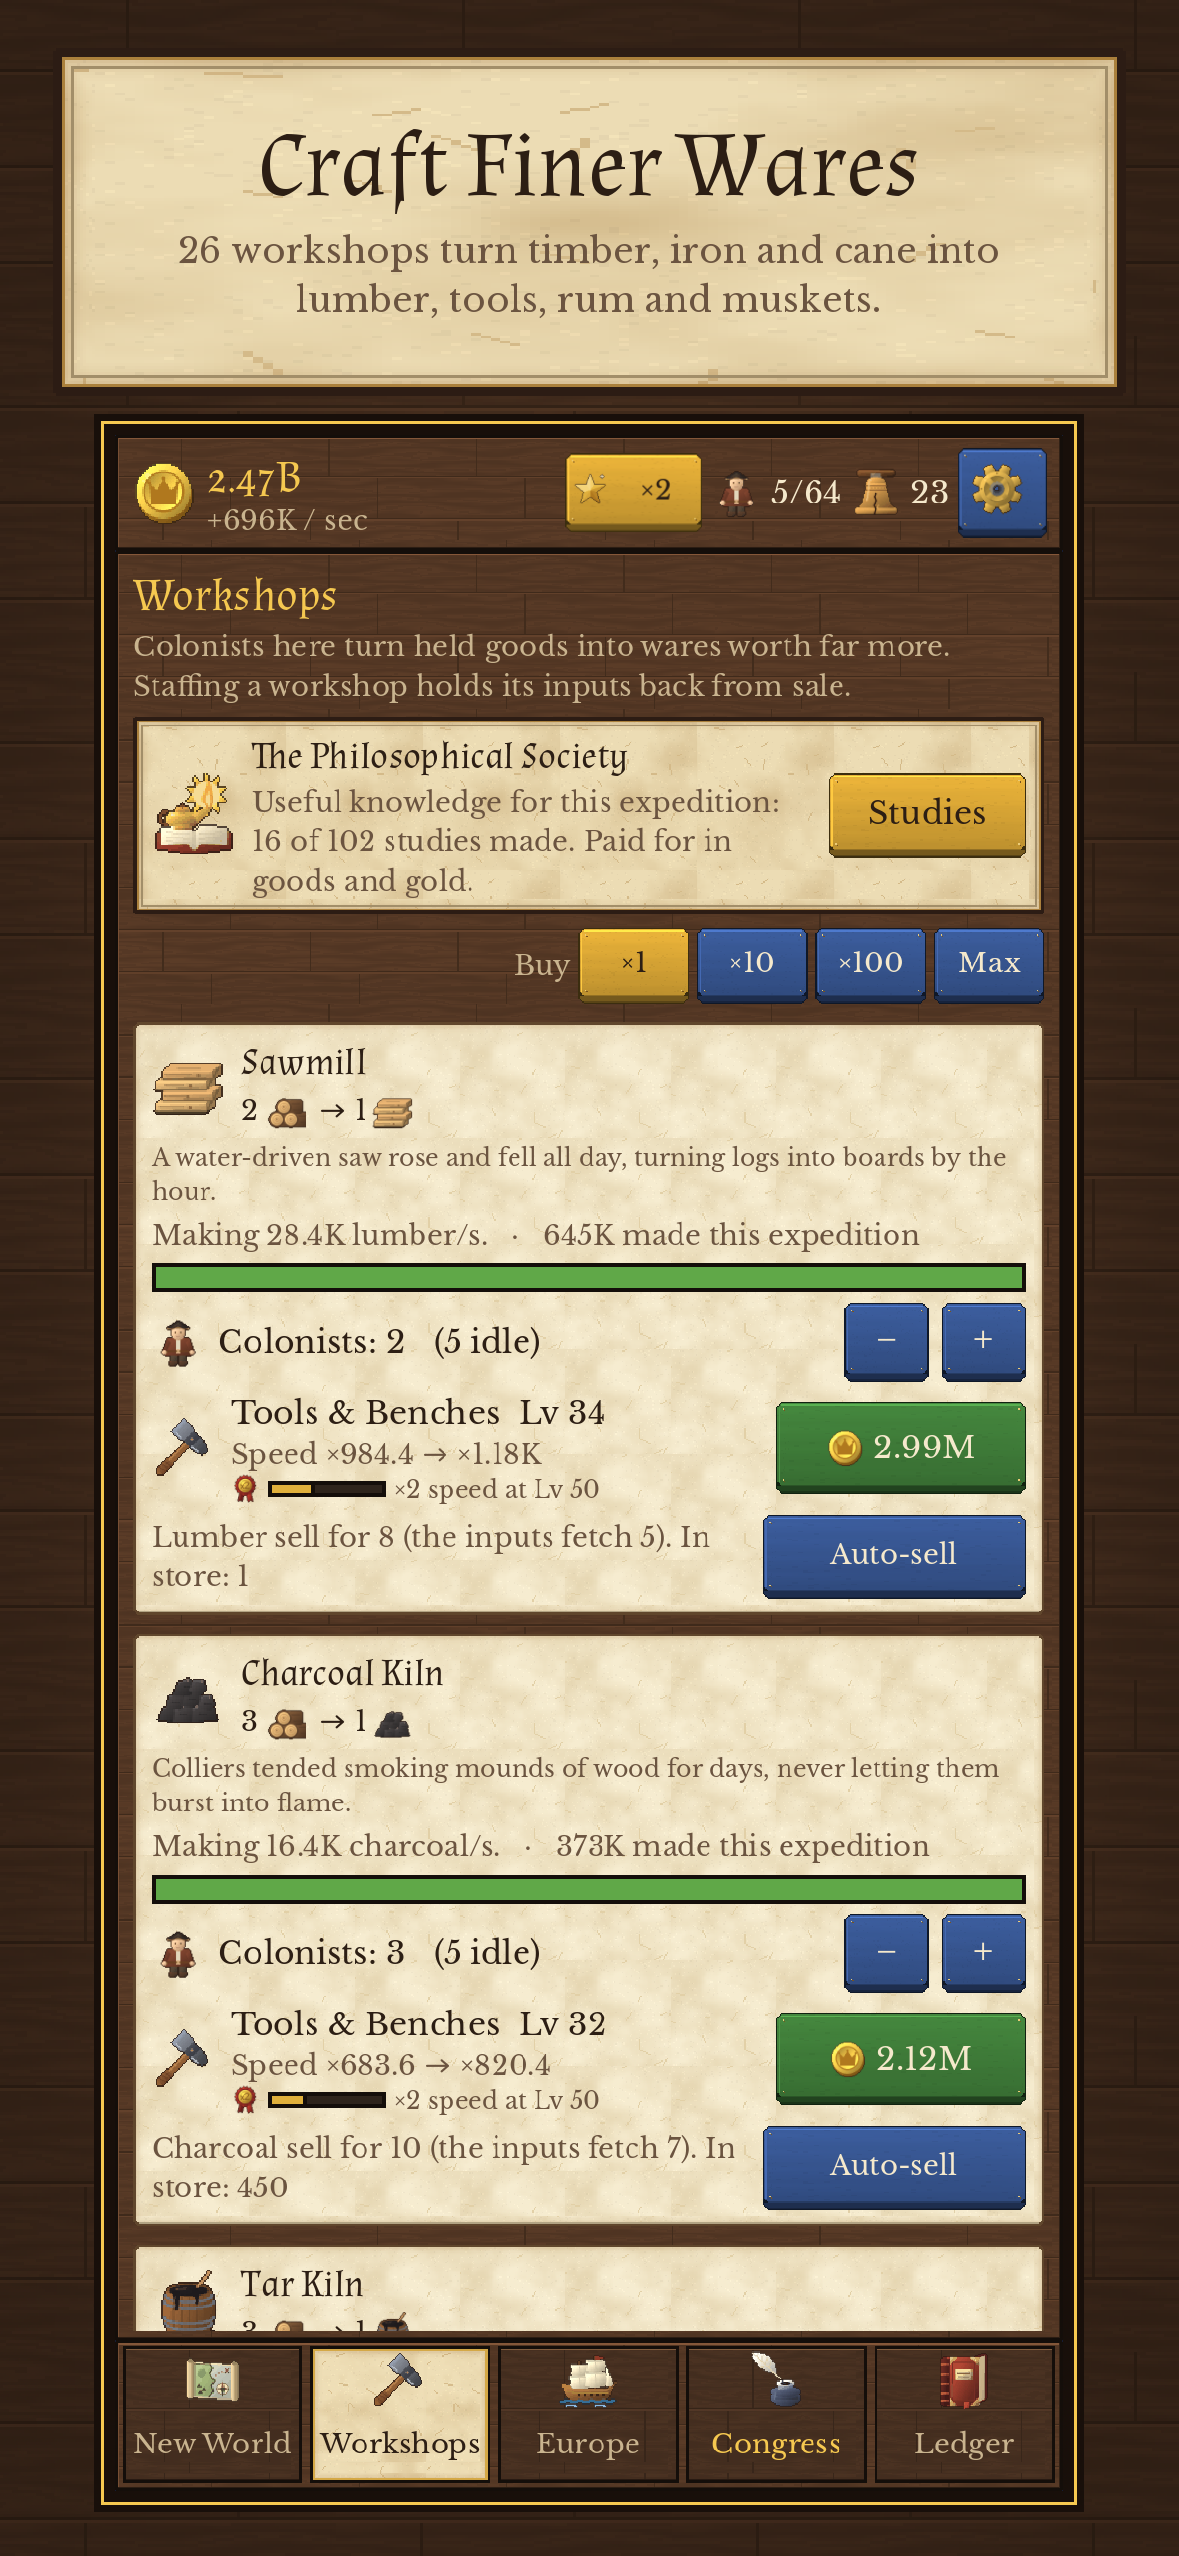 Craft Finer Wares
26 workshops turn timber, iron and cane into
lumber, tools, rum and muskets.
2.47B
+696K / sec
×2
5/64
23
Workshops
Colonists here turn held goods into wares worth far more.
Staffing a workshop holds its inputs back from sale.
The Philosophical Society
Useful knowledge for this expedition:
16 of 102 studies made. Paid for in
goods and gold.
Studies
Buy
×1
×10
×100
Max
Sawmill
2 → 1
A water-driven saw rose and fell all day, turning logs into boards by the
hour.
Making 28.4K lumber/s. · 645K made this expedition
Colonists: 2 (5 idle)
−
+
Tools & Benches Lv 34
Speed ×984.4 → ×1.18K
×2 speed at Lv 50
2.99M
Lumber sell for 8 (the inputs fetch 5). In
store: 1
Auto-sell
Charcoal Kiln
3 → 1
Colliers tended smoking mounds of wood for days, never letting them
burst into flame.
Making 16.4K charcoal/s. · 373K made this expedition
Colonists: 3 (5 idle)
−
+
Tools & Benches Lv 32
Speed ×683.6 → ×820.4
×2 speed at Lv 50
2.12M
Charcoal sell for 10 (the inputs fetch 7). In
store: 450
Auto-sell
Tar Kiln
3 → 1
New World
Workshops
Europe
Congress
Ledger